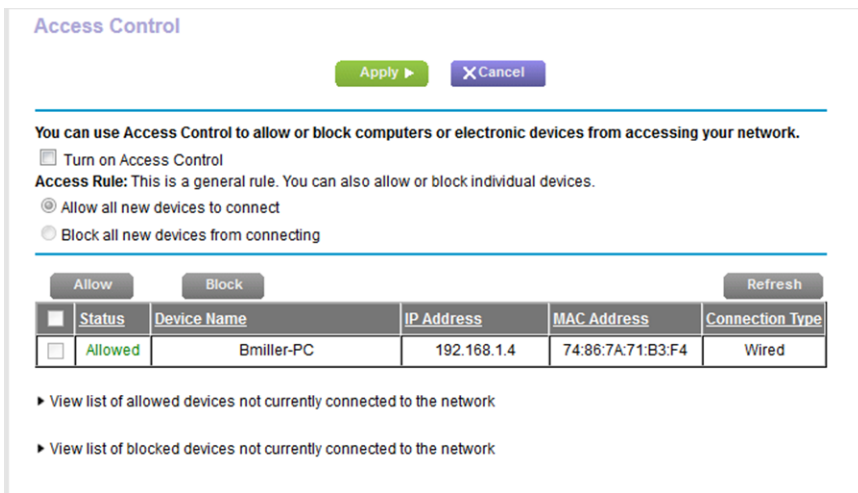 Access Control
Apply ▶ X Cancel
You can use Access Control to allow or block computers or electronic devices from accessing your network.
Turn on Access Control
Access Rule: This is a general rule. You can also allow or block individual devices.
Allow all new devices to connect
Block all new devices from connecting
Allow Block Refresh
Status Device Name IP Address MAC Address Connection Type
Allowed Bmiller-PC 192.168.1.4 74:86:7A:71:B3:F4 Wired
▶ View list of allowed devices not currently connected to the network
▶ View list of blocked devices not currently connected to the network